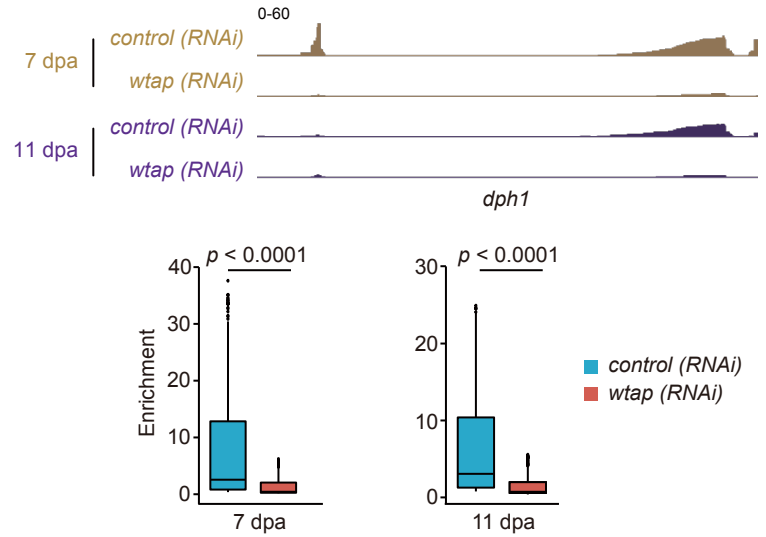 0-60
control (RNAi)
7 dpa
wtap (RNAi)
control (RNAi)
11 dpa
wtap (RNAi)
dph1
p < 0.0001
p < 0.0001
40
30
20
10
0
Enrichment
7 dpa
30
20
10
0
11 dpa
control (RNAi)
wtap (RNAi)